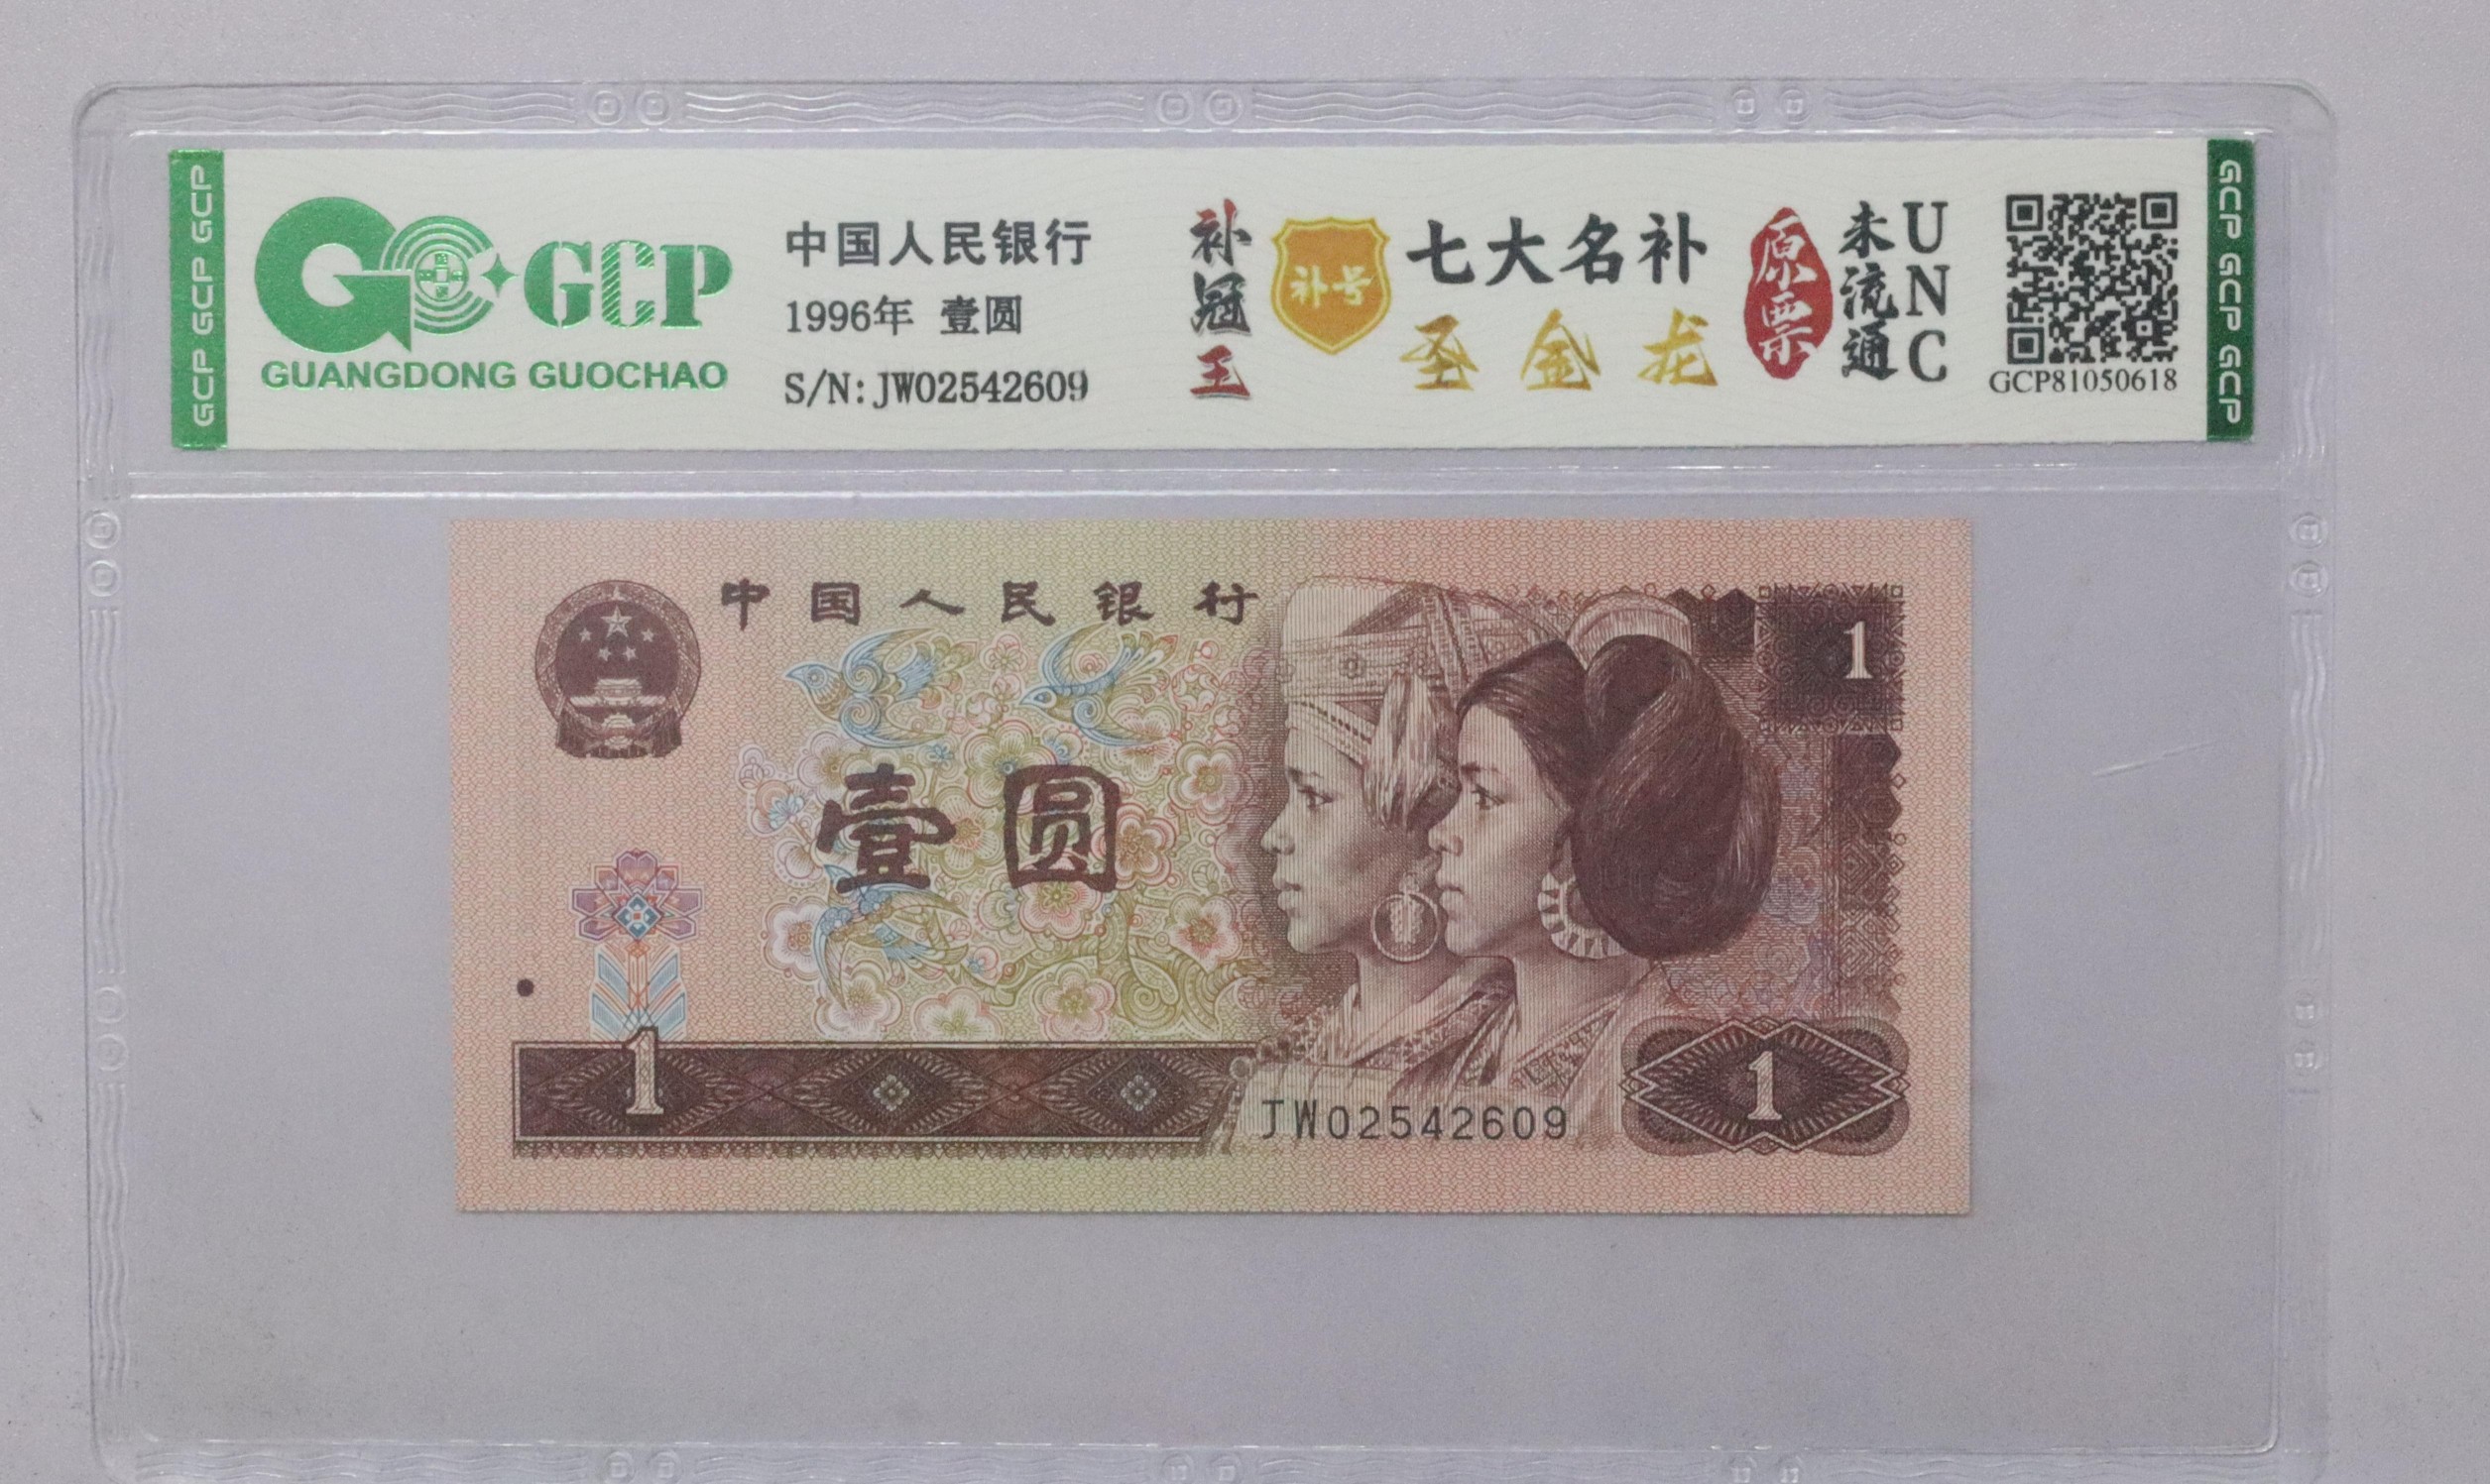 GCP GCP GCP
GCP
GUANGDONG GUOCHAO
中国人民银行
1996年 壹圆
S/N:JW02542609
补冠王
补号
七大名补
圣金龙
原票
未流通
UNC
GCP81050618
GCP GCP GCP
中国人民银行
1
壹圆
1
1
JW02542609